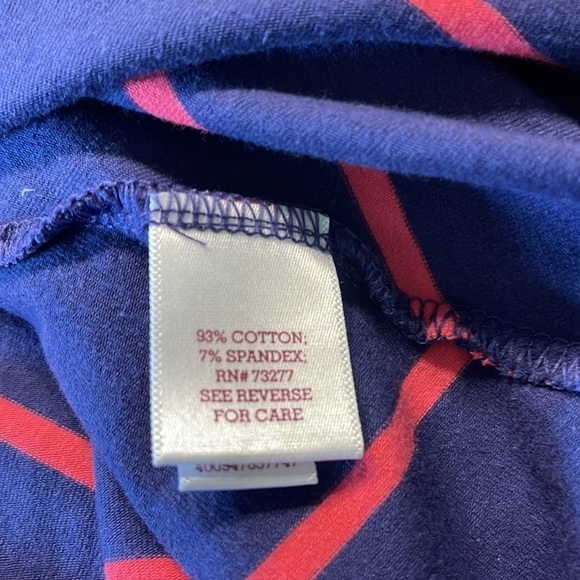 93% COTTON;
7% SPANDEX;
RN# 73277
SEE REVERSE
FOR CARE